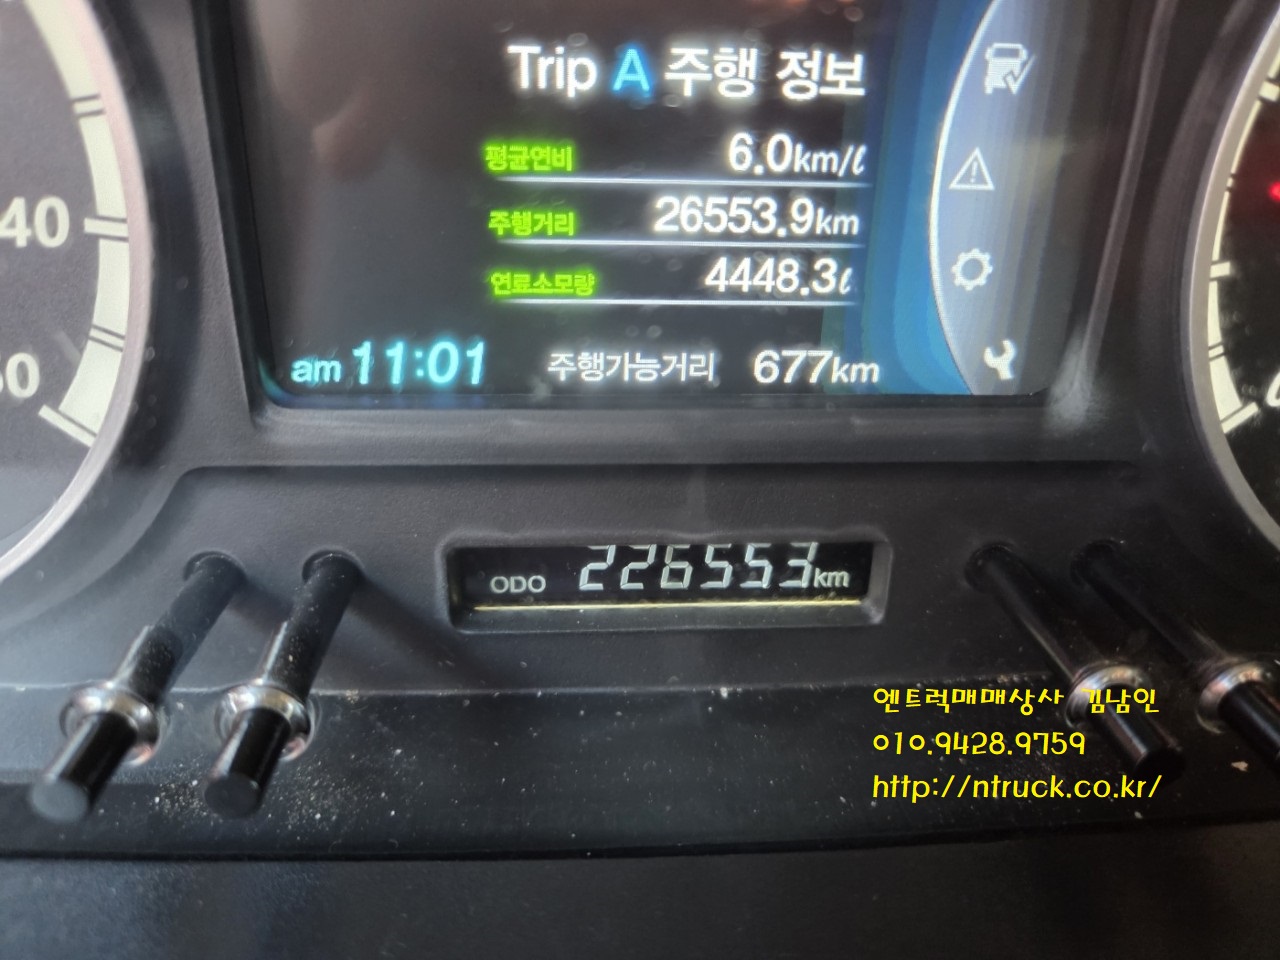 Trip A 주행 정보
평균연비 6.0km/ℓ
주행거리 26553.9km
연료소모량 4448.3ℓ
am 11:01 주행가능거리 677km
40
ODO 226553km
엔트럭매매상사 김남인
010.9428.9759
http://ntruck.co.kr/